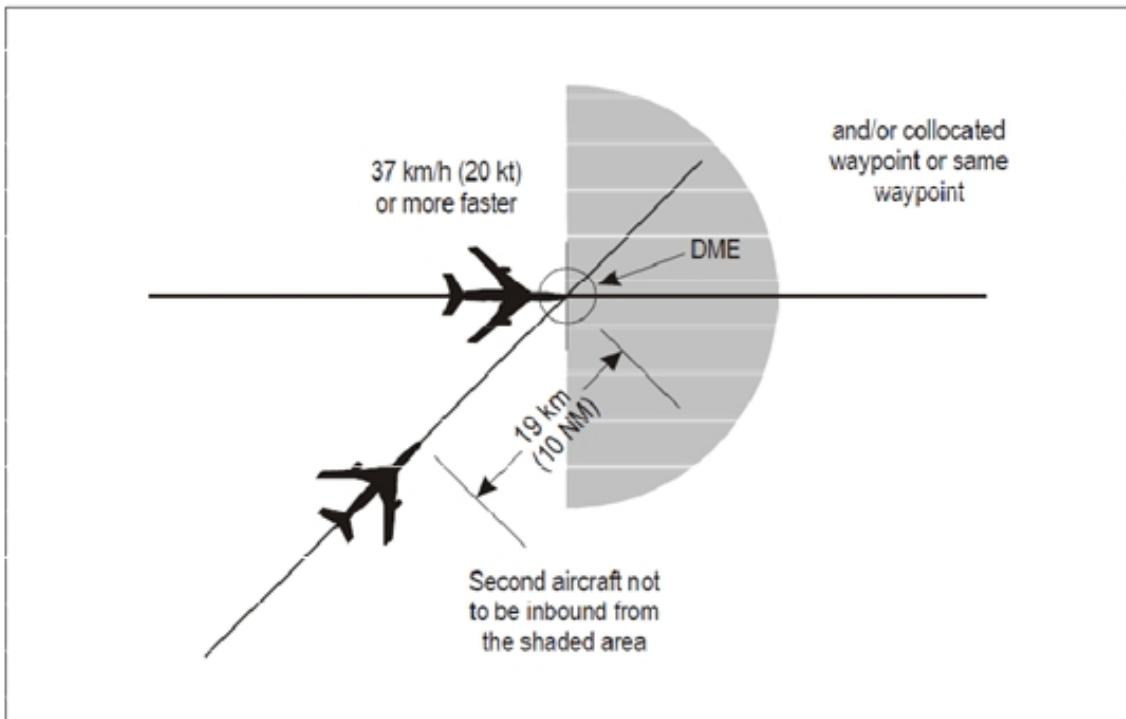 and/or collocated
waypoint or same
waypoint
37 km/h (20 kt)
or more faster
DME
19 km
(10 NM)
Second aircraft not
to be inbound from
the shaded area